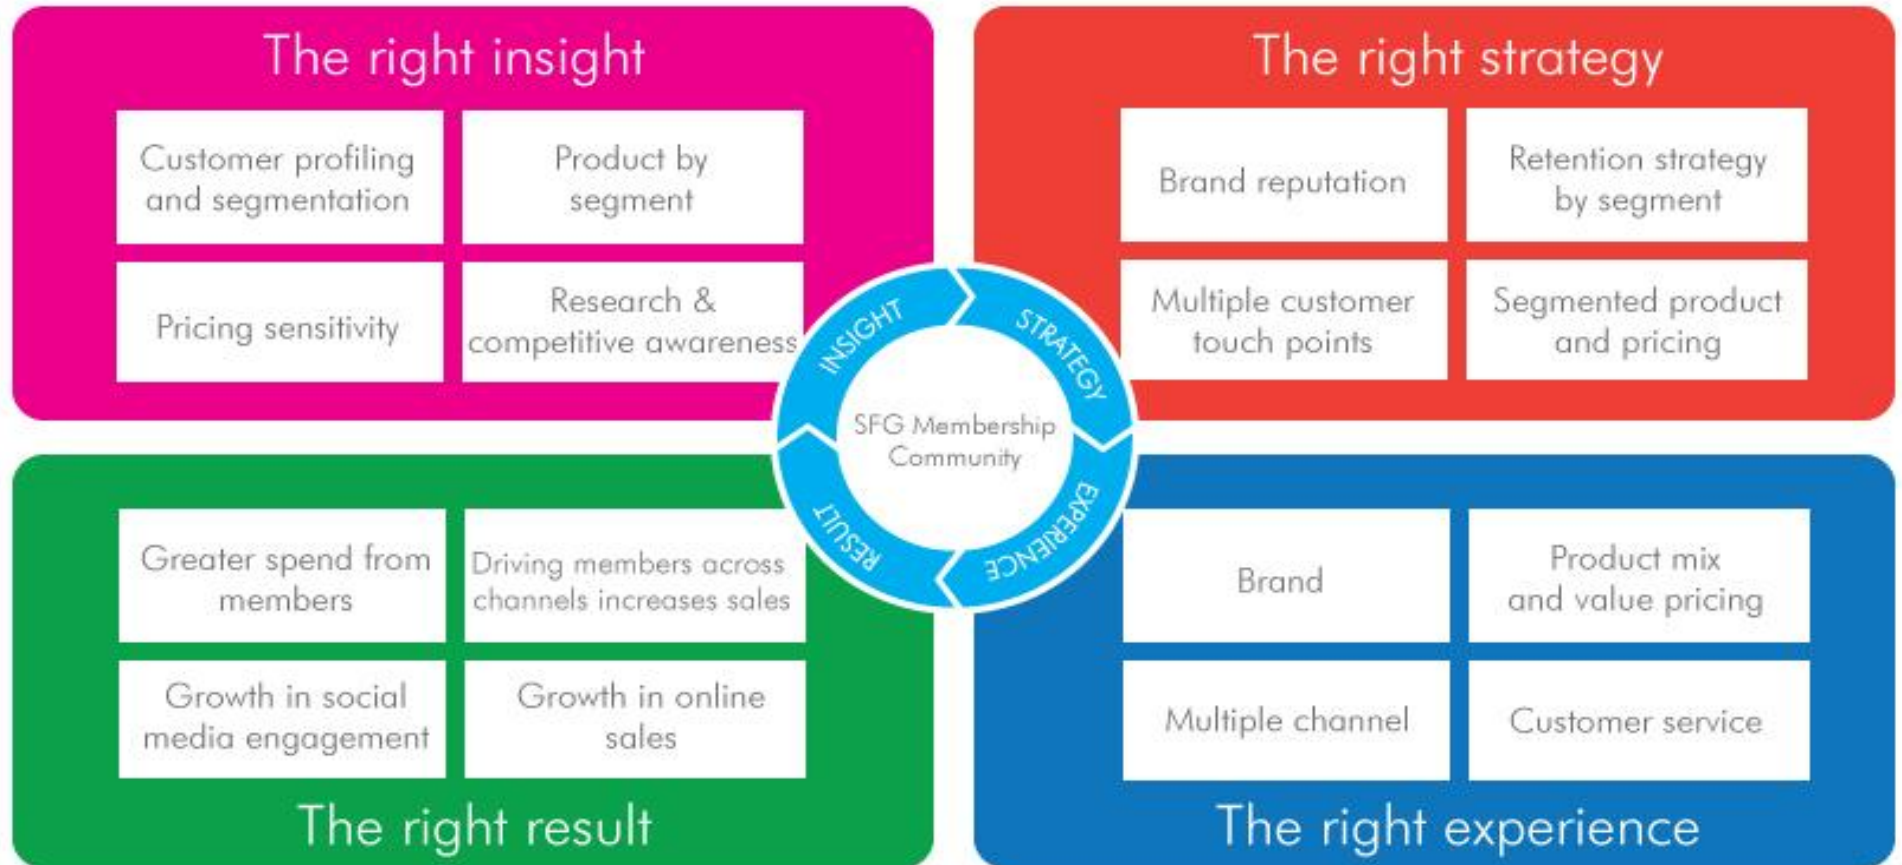 The right insight
Customer profiling
and segmentation
Product by
segment
Pricing sensitivity
Research &
competitive awareness
The right strategy
Brand reputation
Retention strategy
by segment
Multiple customer
touch points
Segmented product
and pricing
INSIGHT
STRATEGY
EXPERIENCE
RESULT
SFG Membership
Community
Greater spend from
members
Driving members across
channels increases sales
Growth in social
media engagement
Growth in online
sales
The right result
Brand
Product mix
and value pricing
Multiple channel
Customer service
The right experience